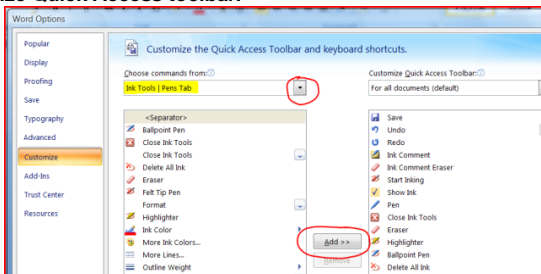 Quick Access toolbar.
Word Options
Popular
Display
Proofing
Save
Typography
Advanced
Customize
Add-Ins
Trust Center
Resources
Customize the Quick Access Toolbar and keyboard shortcuts.
Choose commands from:
Ink Tools | Pens Tab
<Separator>
Ballpoint Pen
Close Ink Tools
Close Ink Tools
Delete All Ink
Eraser
Felt Tip Pen
Format
Highlighter
Ink Color
More Ink Colors...
More Lines...
Outline Weight
Add >>
Remove
Customize Quick Access Toolbar:
For all documents (default)
Save
Undo
Redo
Ink Comment
Ink Comment Eraser
Start Inking
Show Ink
Pen
Close Ink Tools
Eraser
Highlighter
Ballpoint Pen
Delete All Ink